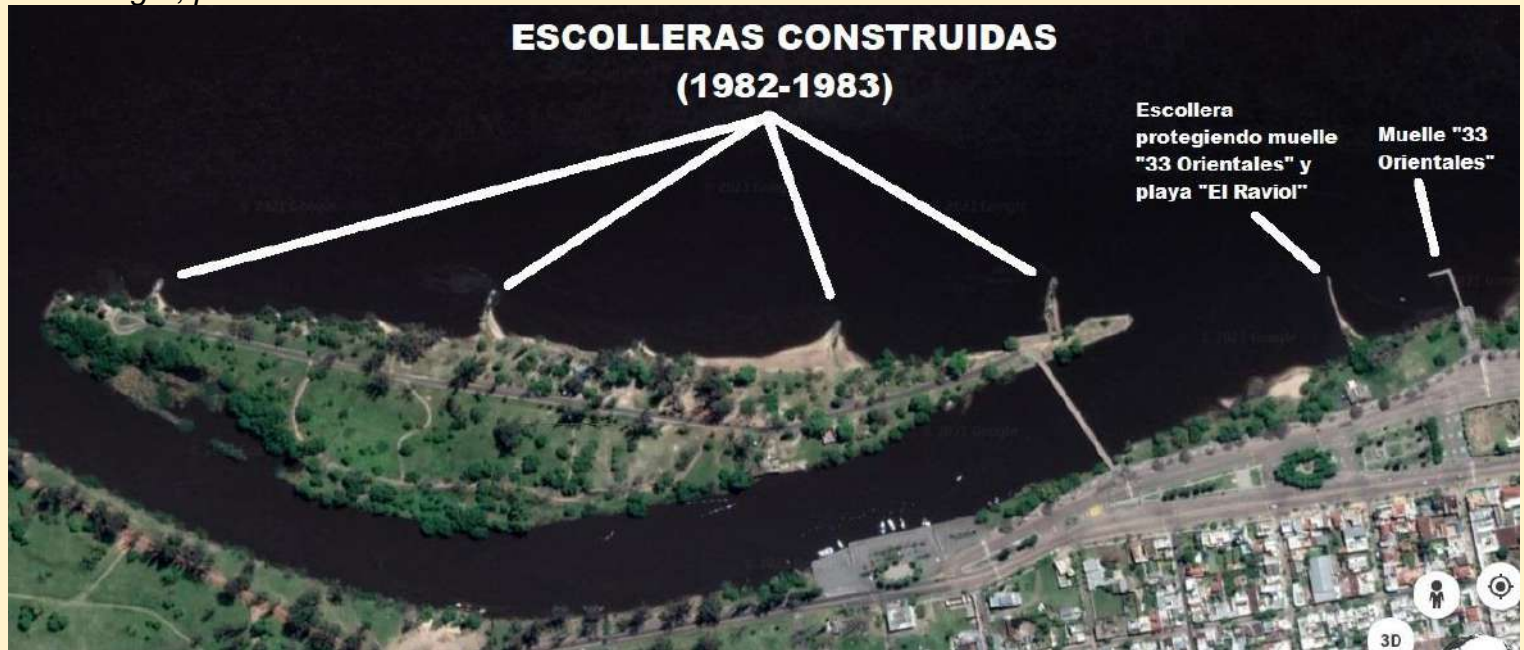 ESCOLLERAS CONSTRUIDAS
(1982-1983)
Escollera
protegiendo muelle
"33 Orientales" y
playa "El Raviol"
Muelle "33
Orientales"
3D